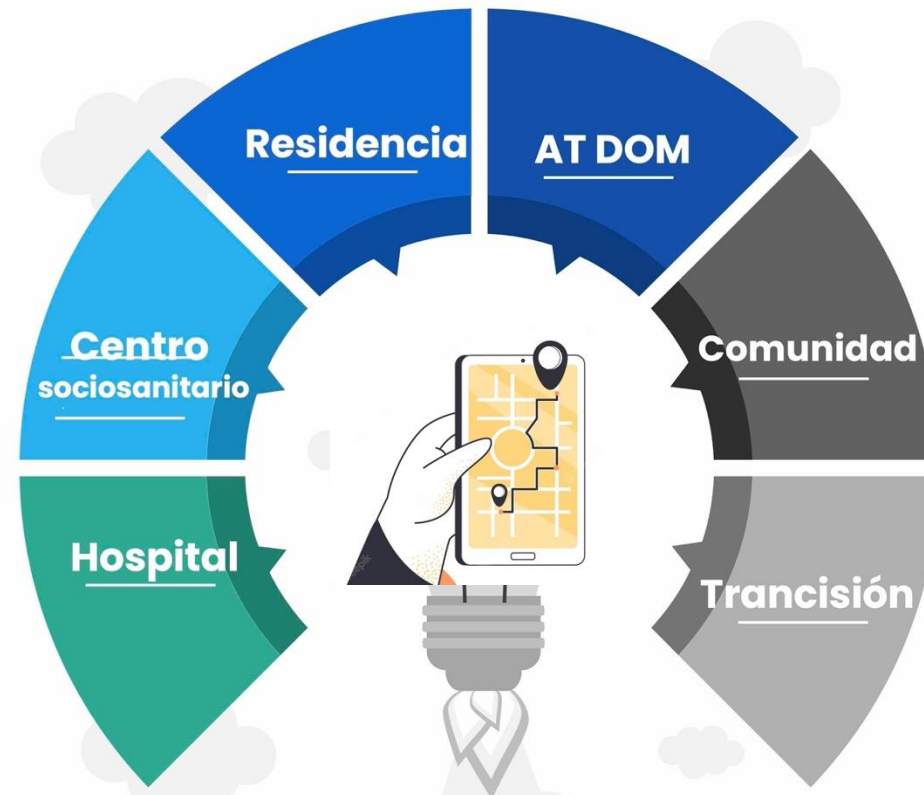 Residencia
AT DOM
Centro
sociosanitario
Comunidad
Hospital
Trancisión